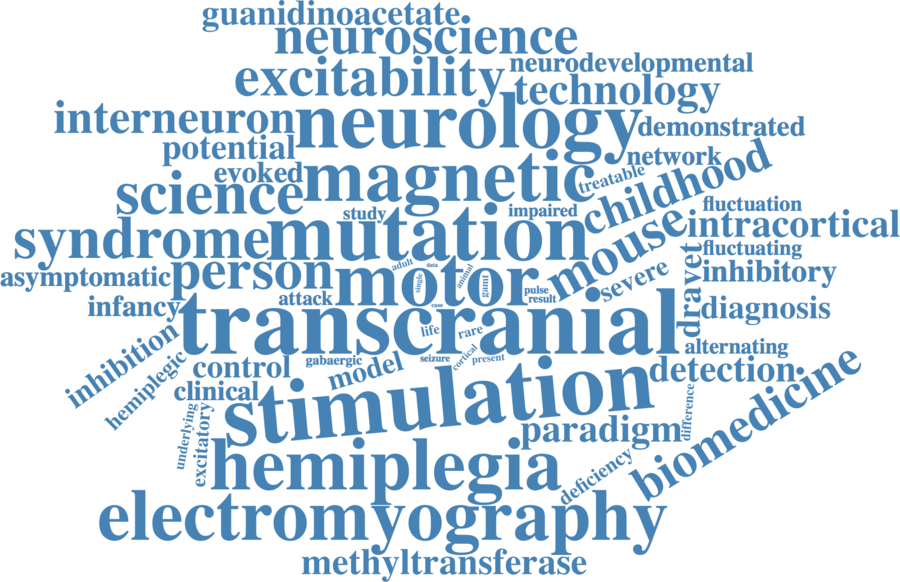 guanidinoacetate
neuroscience
excitability
neurodevelopmental
technology
interneuron
neurology
demonstrated
potential
network
evoked
magnetic
treatable
childhood
science
study
impaired
fluctuation
syndrome
mutation
mouse
intracortical
fluctuating
asymptomatic
person
motor
adult
data
single
animal
gamt
severe
dravet
inhibitory
infancy
attack
case
pulse
result
diagnosis
transcranial
life
rare
inhibition
hemiplegic
control
gabaergic
model
seizure
cortical
present
alternating
detection
clinical
stimulation
difference
biomedicine
underlying
excitatory
paradigm
hemiplegia
deficiency
electromyography
methyltransferase